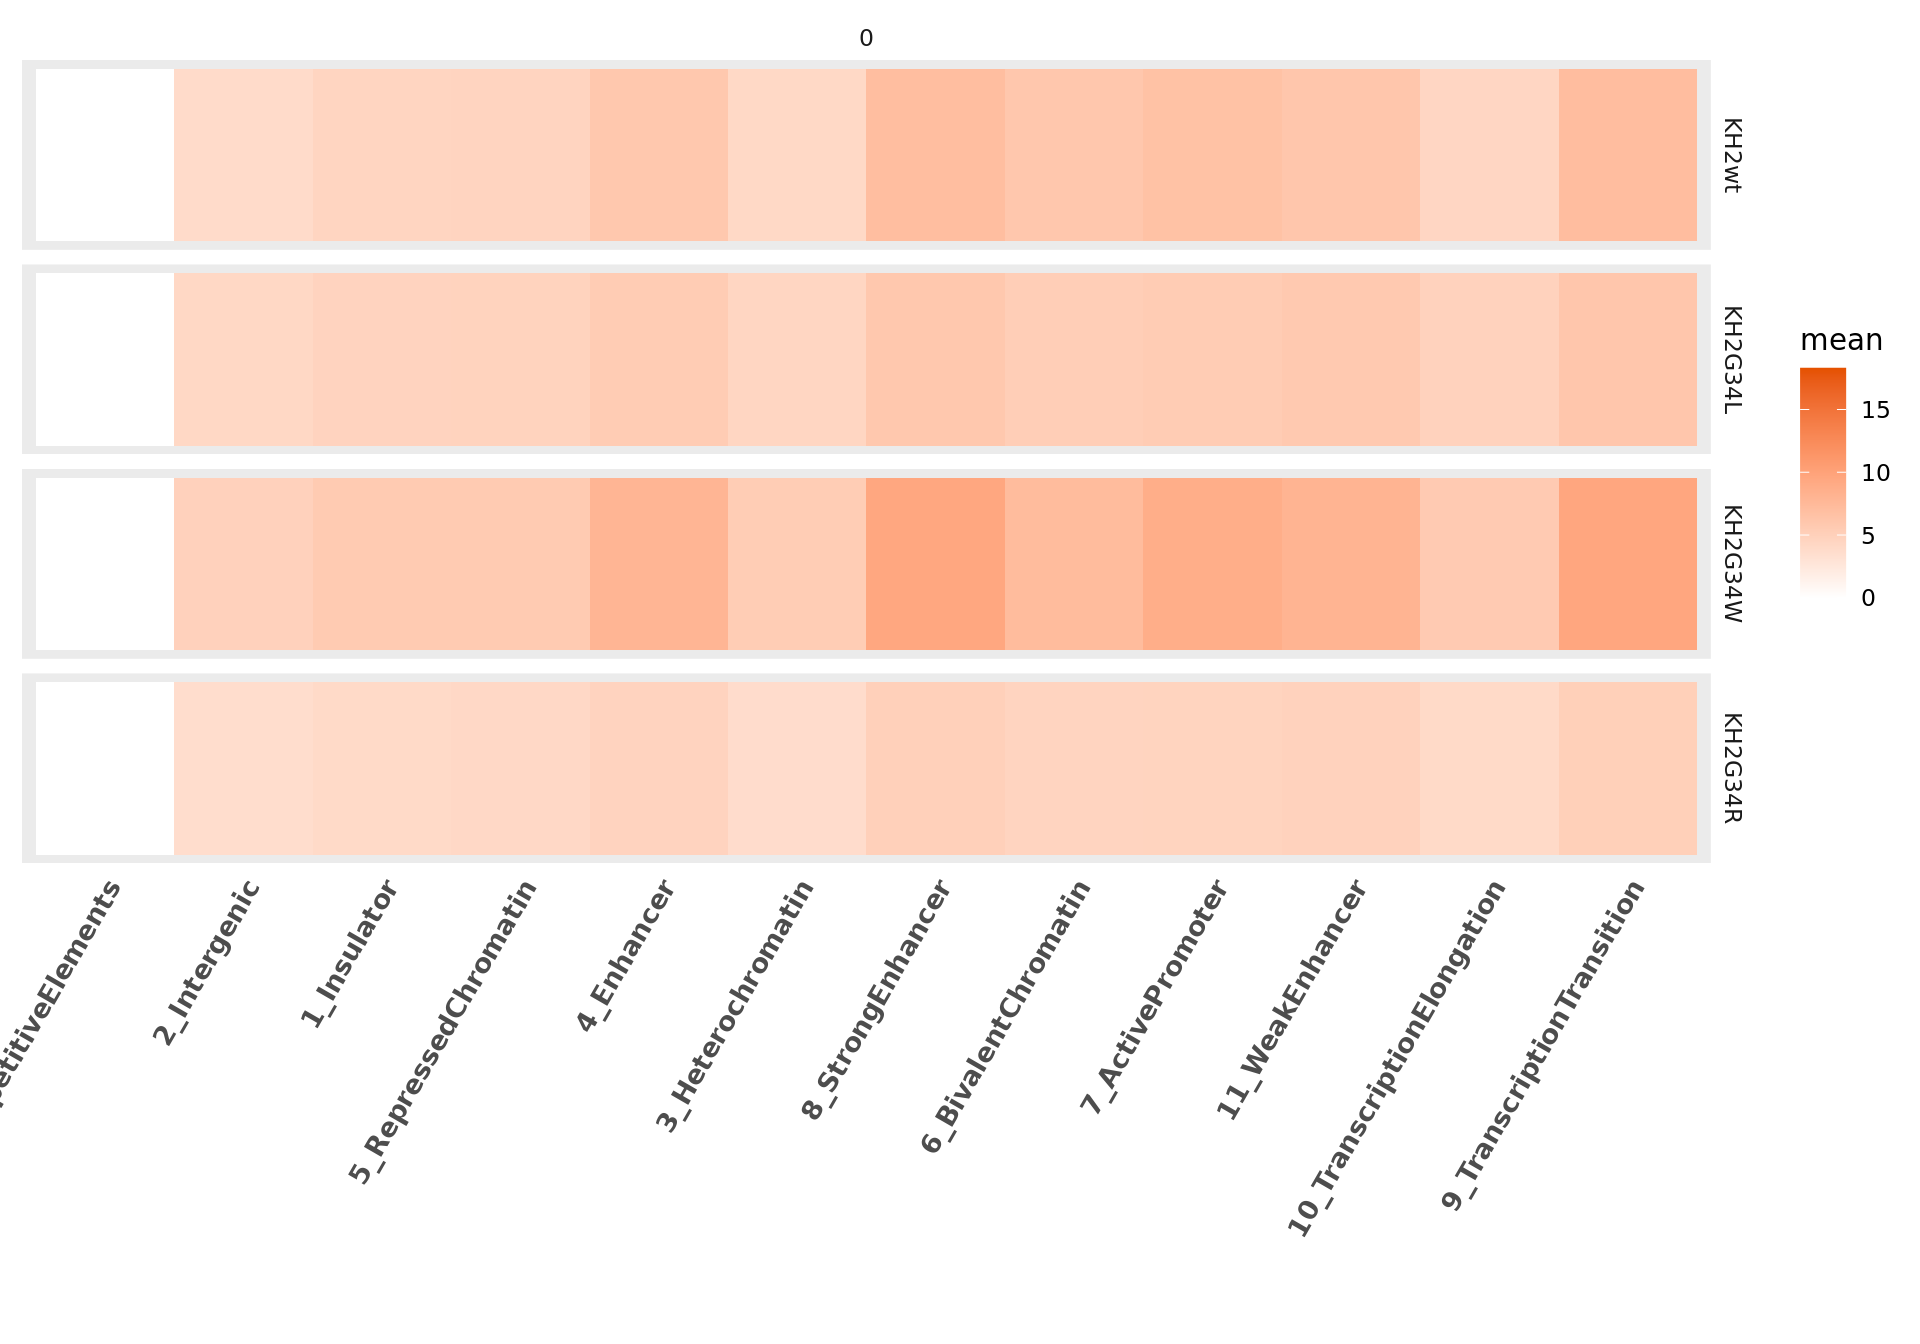 0
KH2wt
KH2G34L
KH2G34W
KH2G34R
mean
15
10
5
0
petitiveElements
2_Intergenic
1_Insulator
5_RepressedChromatin
4_Enhancer
3_Heterochromatin
8_StrongEnhancer
6_BivalentChromatin
7_ActivePromoter
11_WeakEnhancer
10_TranscriptionElongation
9_TranscriptionTransition